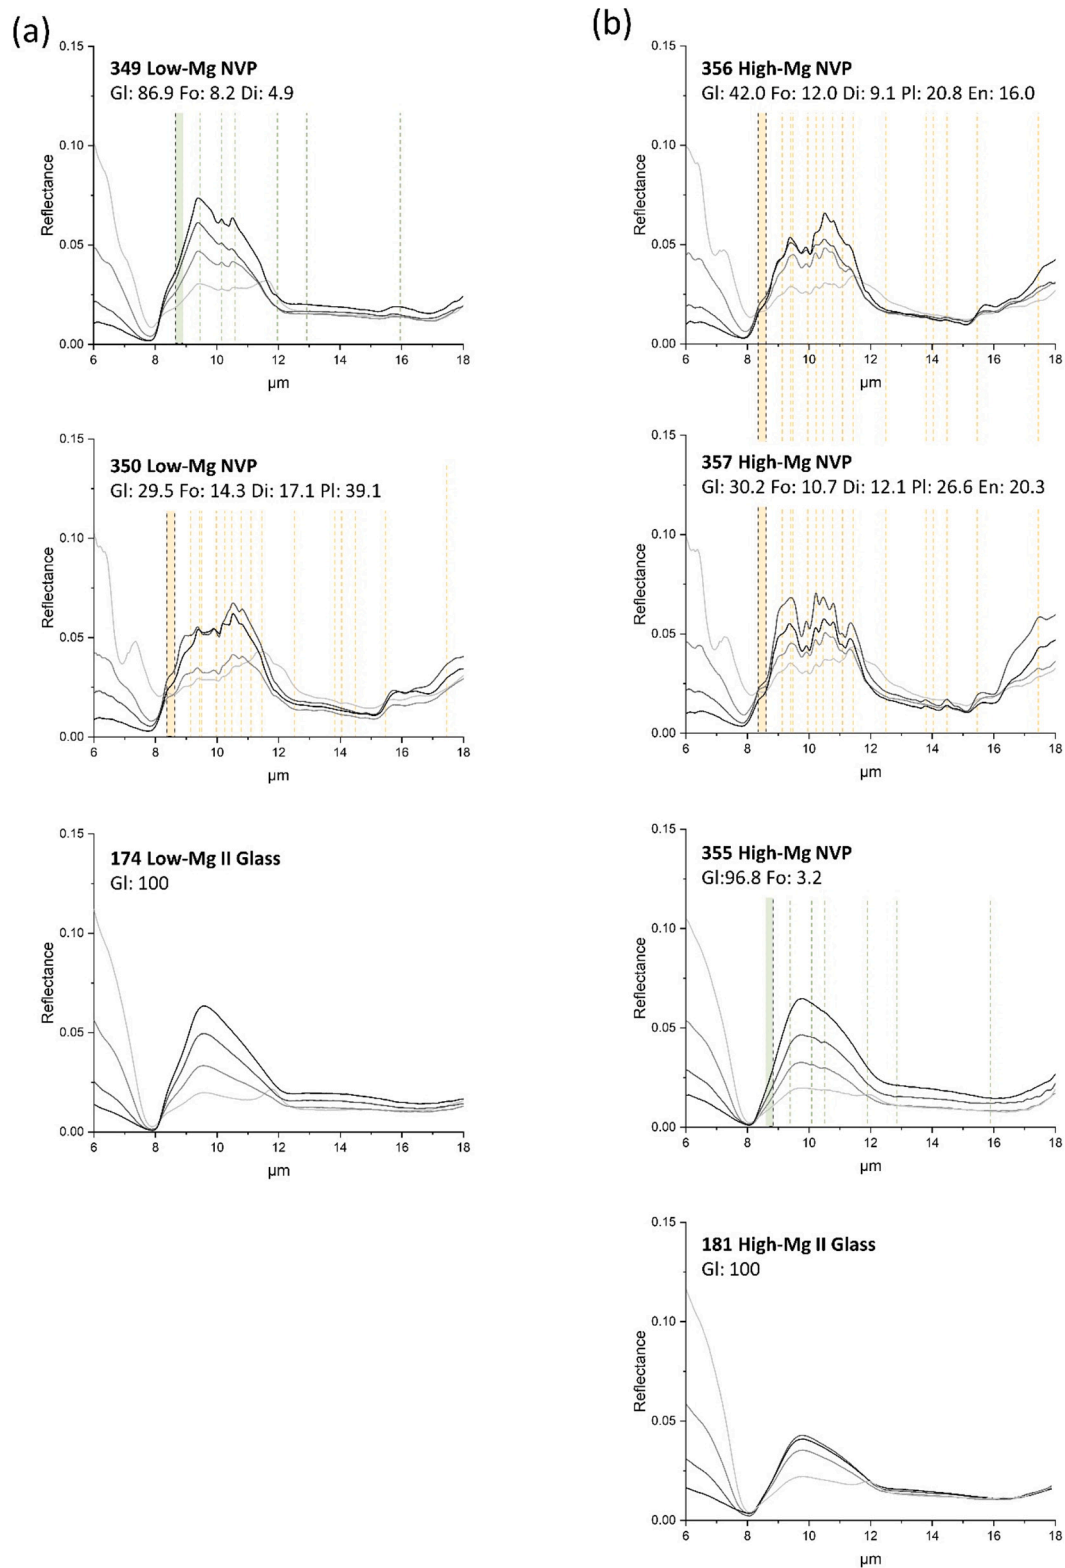 (a)
349 Low-Mg NVP
Gl: 86.9 Fo: 8.2 Di: 4.9
Reflectance
0.15
0.10
0.05
0.00
6 8 10 12 14 16 18
µm
350 Low-Mg NVP
Gl: 29.5 Fo: 14.3 Di: 17.1 Pl: 39.1
Reflectance
0.15
0.10
0.05
0.00
6 8 10 12 14 16 18
µm
174 Low-Mg II Glass
Gl: 100
Reflectance
0.15
0.10
0.05
0.00
6 8 10 12 14 16 18
µm
(b)
356 High-Mg NVP
Gl: 42.0 Fo: 12.0 Di: 9.1 Pl: 20.8 En: 16.0
Reflectance
0.15
0.10
0.05
0.00
6 8 10 12 14 16 18
µm
357 High-Mg NVP
Gl: 30.2 Fo: 10.7 Di: 12.1 Pl: 26.6 En: 20.3
Reflectance
0.15
0.10
0.05
0.00
6 8 10 12 14 16 18
µm
355 High-Mg NVP
Gl:96.8 Fo: 3.2
Reflectance
0.15
0.10
0.05
0.00
6 8 10 12 14 16 18
µm
181 High-Mg II Glass
Gl: 100
Reflectance
0.15
0.10
0.05
0.00
6 8 10 12 14 16 18
µm